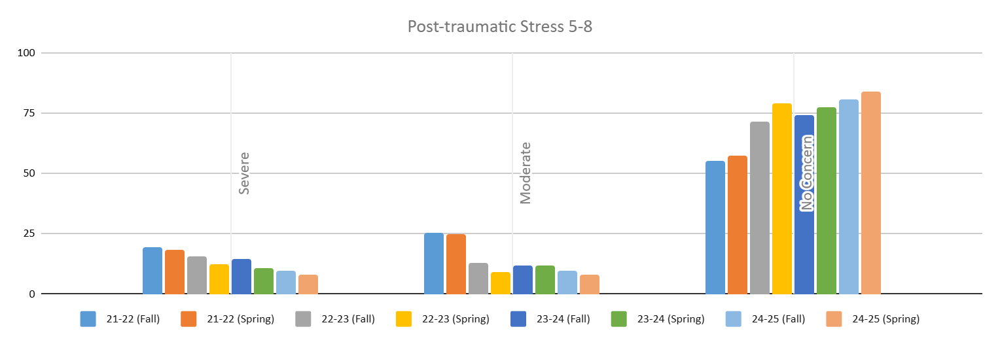 Post-traumatic Stress 5-8
100
75
50
25
0
Severe
Moderate
No Concern
21-22 (Fall)
21-22 (Spring)
22-23 (Fall)
22-23 (Spring)
23-24 (Fall)
23-24 (Spring)
24-25 (Fall)
24-25 (Spring)